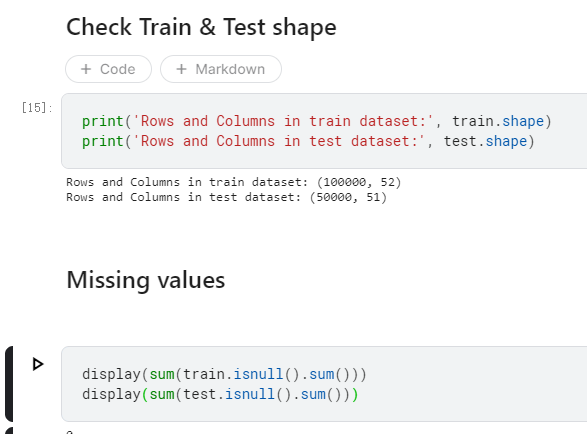 Check Train & Test shape
+ Code + Markdown
[15]:
print('Rows and Columns in train dataset:', train.shape)
print('Rows and Columns in test dataset:', test.shape)
Rows and Columns in train dataset: (100000, 52)
Rows and Columns in test dataset: (50000, 51)
Missing values
display(sum(train.isnull().sum()))
display(sum(test.isnull().sum()))